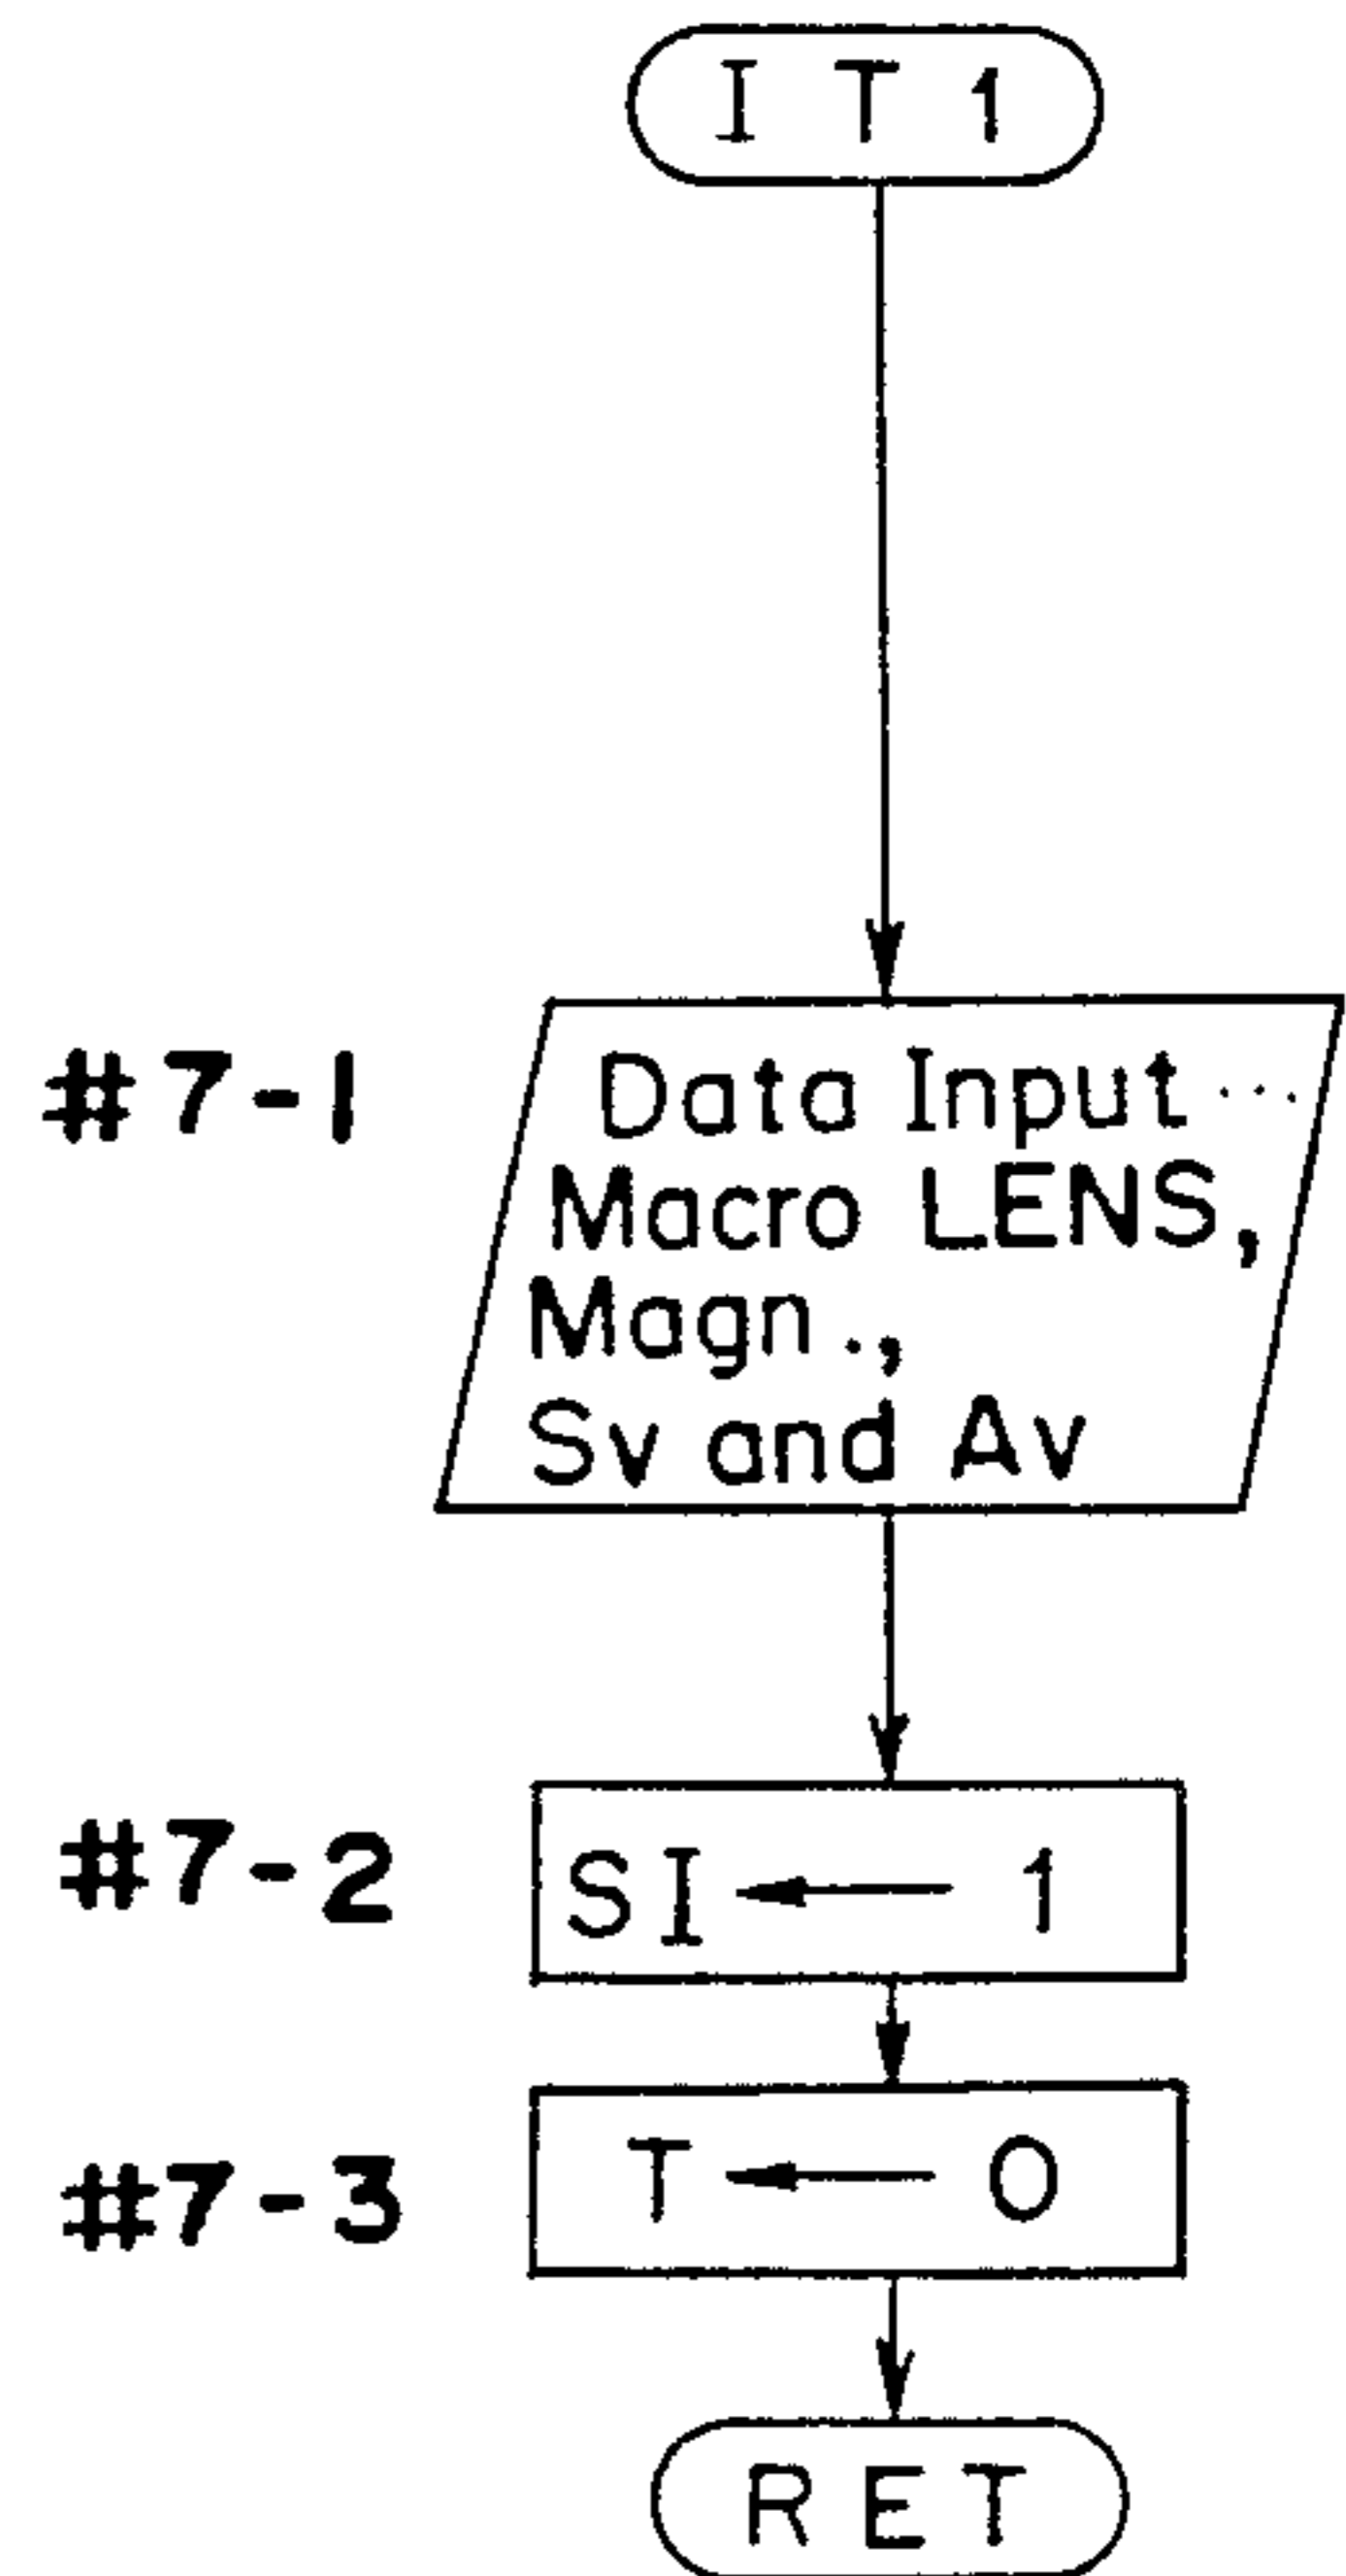 IT1
#7-1
Data Input ...
Macro LENS,
Magn.,
Sv and Av
#7-2
SI ← 1
#7-3
T ← 0
RET